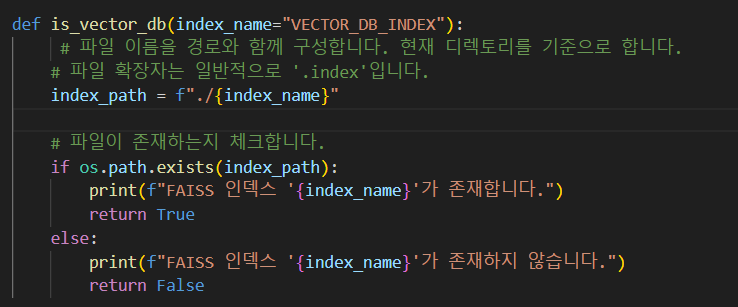 def is_vector_db(index_name="VECTOR_DB_INDEX"):
     # 파일 이름을 경로와 함께 구성합니다. 현재 디렉토리를 기준으로 합니다.
    # 파일 확장자는 일반적으로 '.index'입니다.
    index_path = f"./{index_name}"
    # 파일이 존재하는지 체크합니다.
    if os.path.exists(index_path):
        print(f"FAISS 인덱스 '{index_name}'가 존재합니다.")
        return True
    else:
        print(f"FAISS 인덱스 '{index_name}'가 존재하지 않습니다.")
        return False